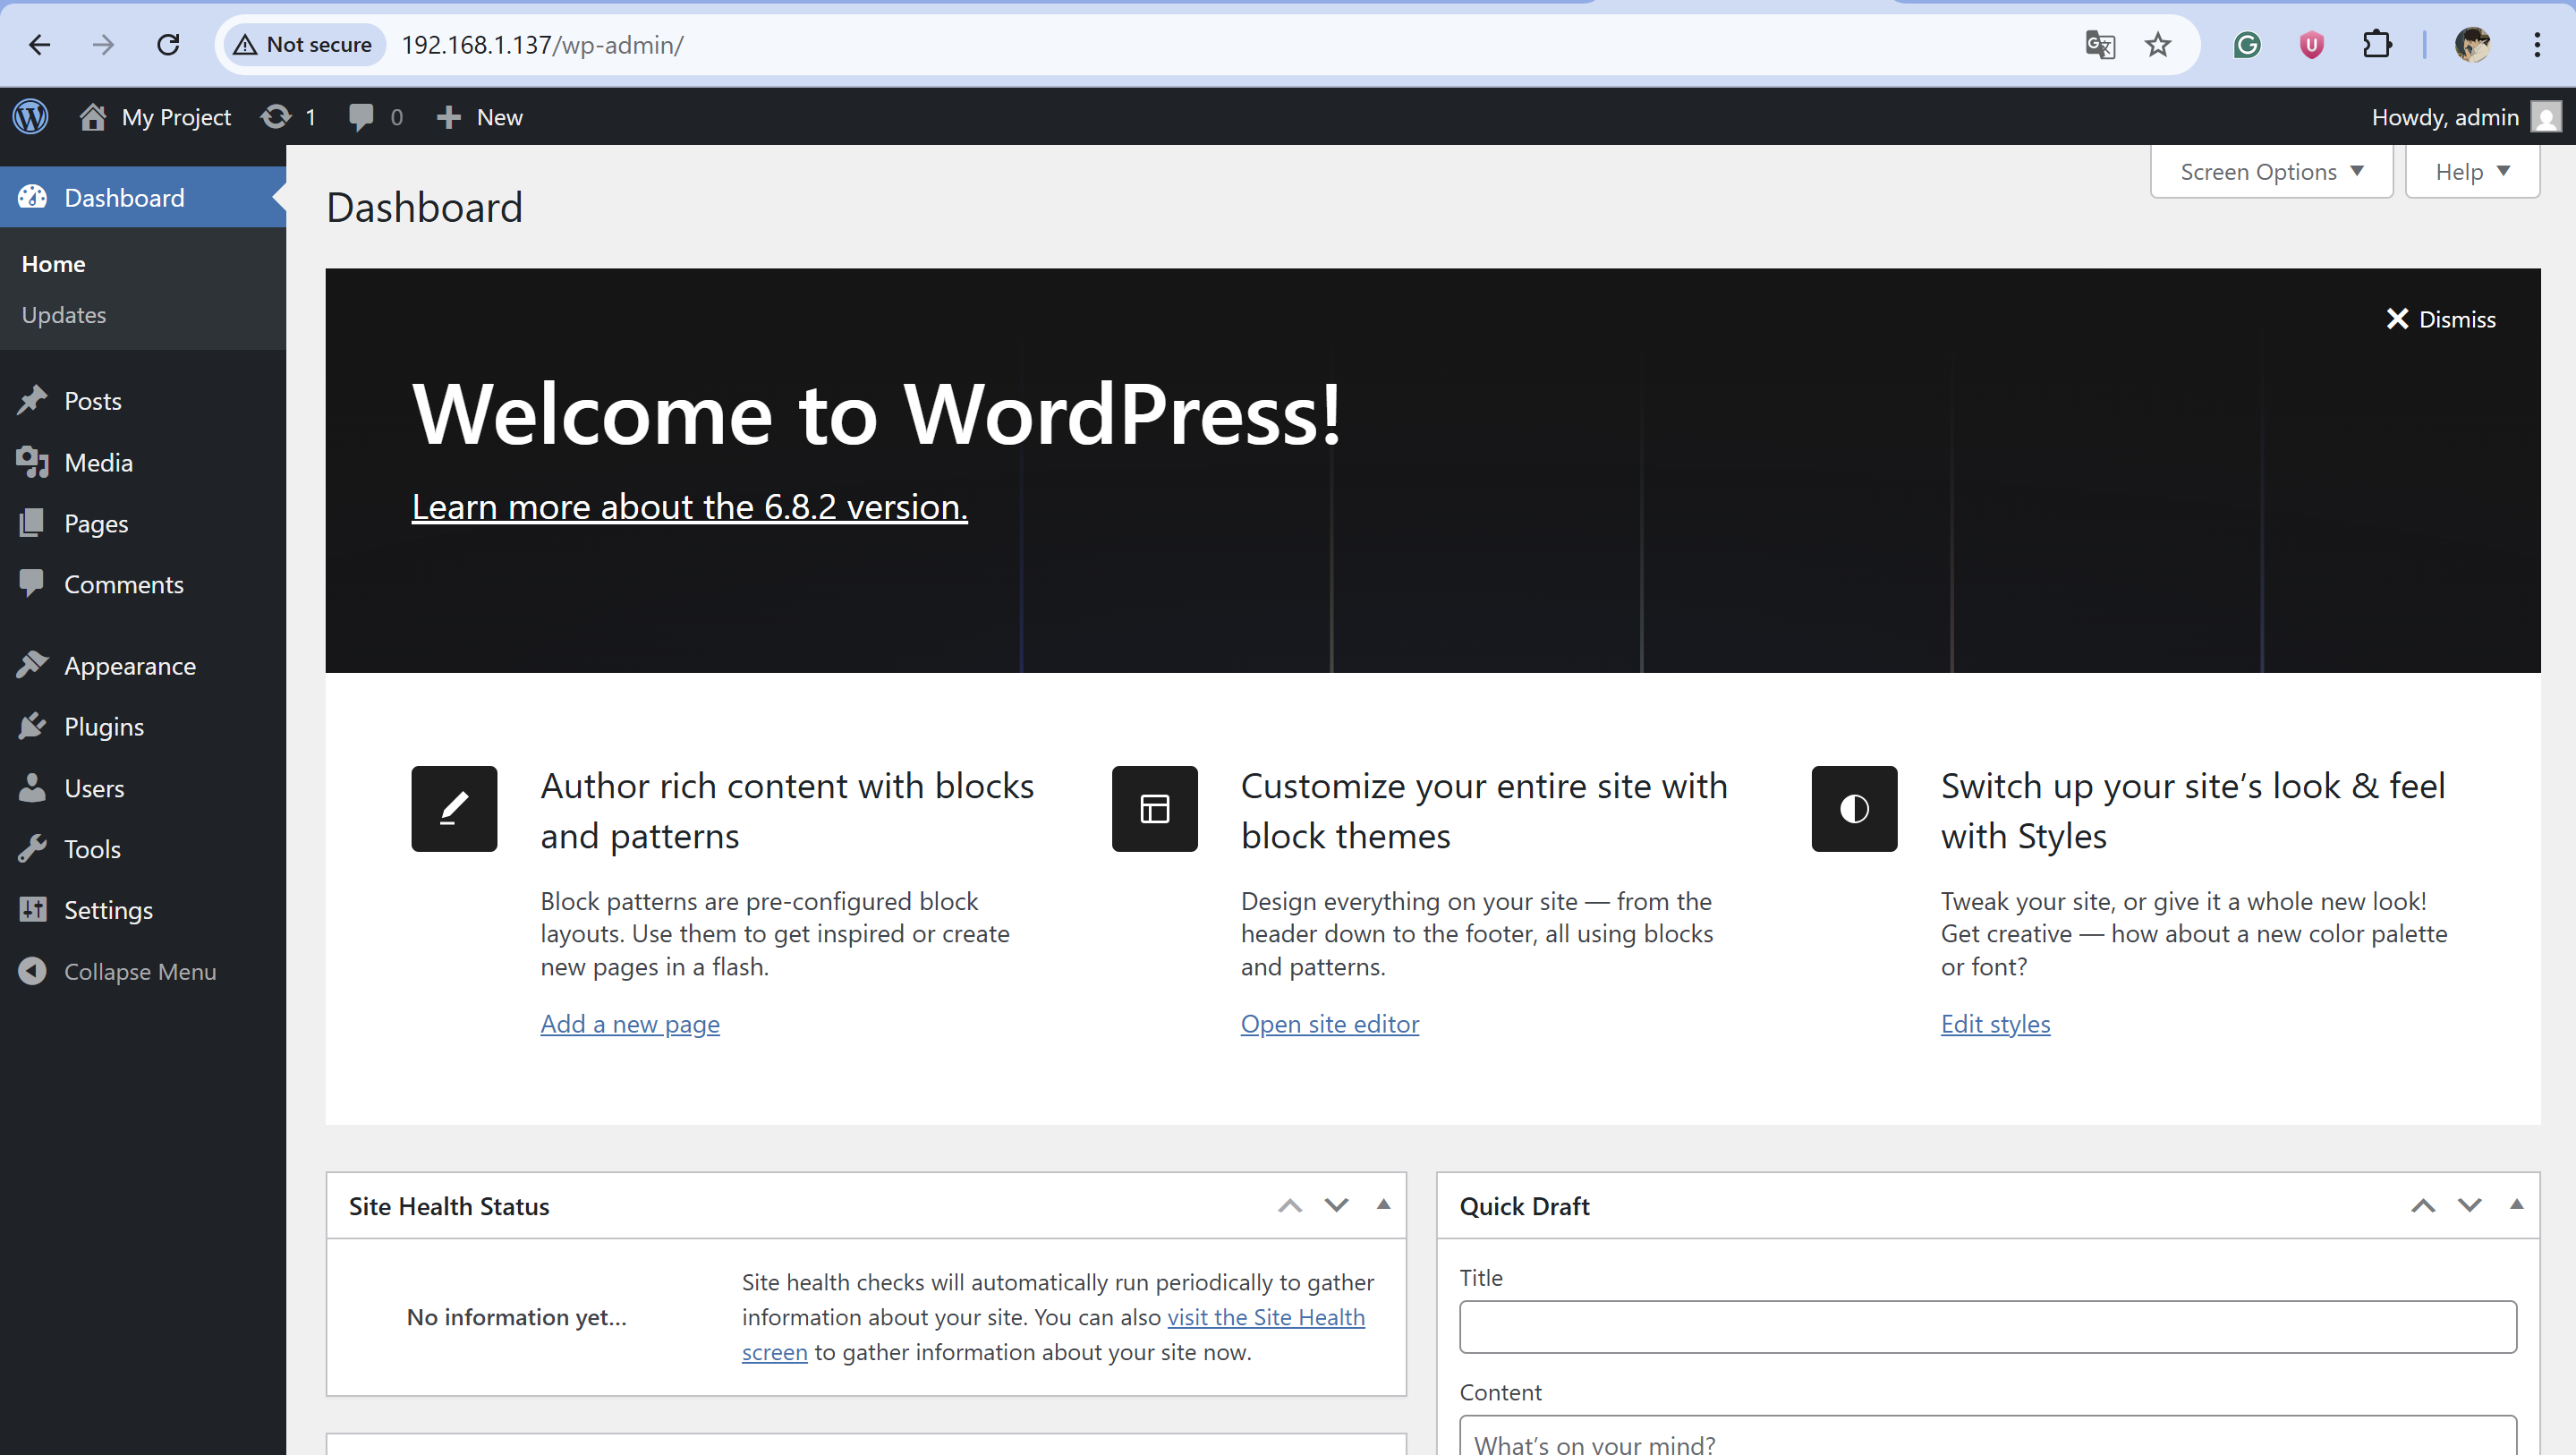 Not secure
192.168.1.137/wp-admin/
My Project
1
0
New
Howdy, admin
Dashboard
Home
Updates
Posts
Media
Pages
Comments
Appearance
Plugins
Users
Tools
Settings
Collapse Menu
Screen Options
Help
Dashboard
Dismiss
Welcome to WordPress!
Learn more about the 6.8.2 version.
Author rich content with blocks
and patterns
Block patterns are pre-configured block
layouts. Use them to get inspired or create
new pages in a flash.
Add a new page
Customize your entire site with
block themes
Design everything on your site — from the
header down to the footer, all using blocks
and patterns.
Open site editor
Switch up your site’s look & feel
with Styles
Tweak your site, or give it a whole new look!
Get creative — how about a new color palette
or font?
Edit styles
Site Health Status
No information yet…
Site health checks will automatically run periodically to gather
information about your site. You can also visit the Site Health
screen to gather information about your site now.
Quick Draft
Title
Content
What’s on your mind?